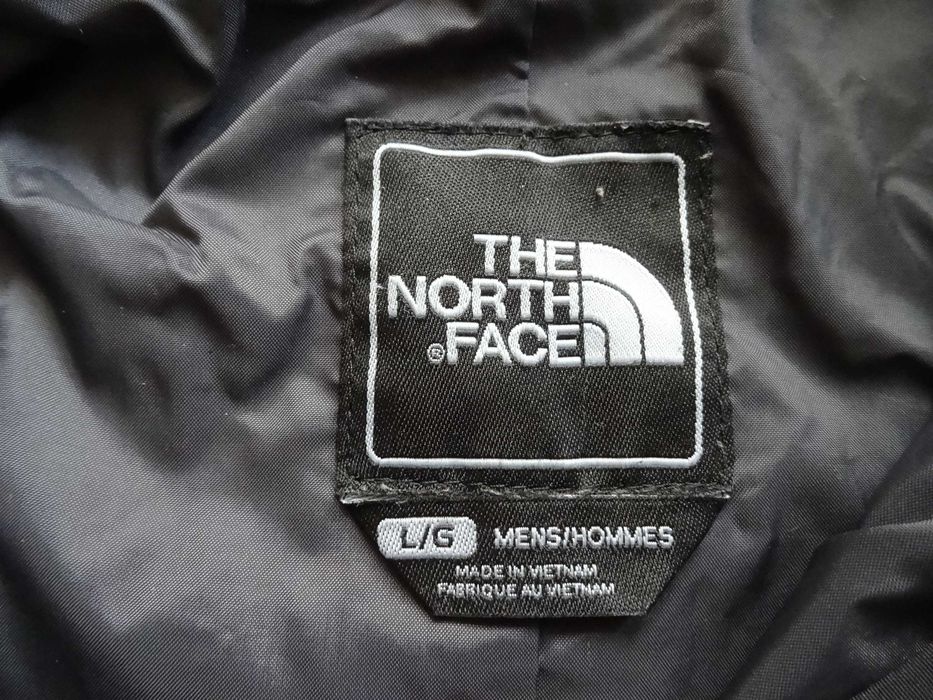 THE
NORTH
®FACE
L/G MENS/HOMMES
MADE IN VIETNAM
FABRIQUE AU VIETNAM